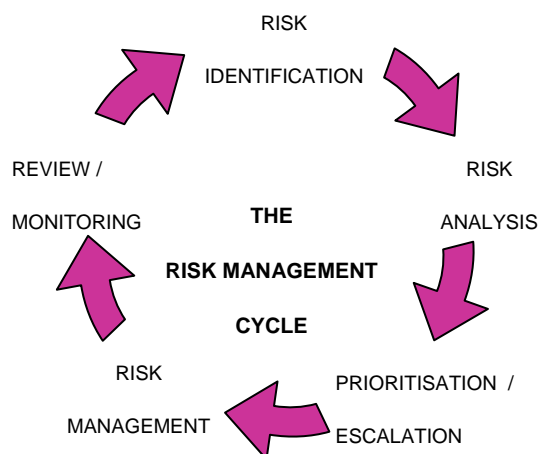 RISK
IDENTIFICATION
RISK
ANALYSIS
PRIORITISATION /
ESCALATION
RISK
MANAGEMENT
REVIEW /
MONITORING
THE
RISK MANAGEMENT
CYCLE